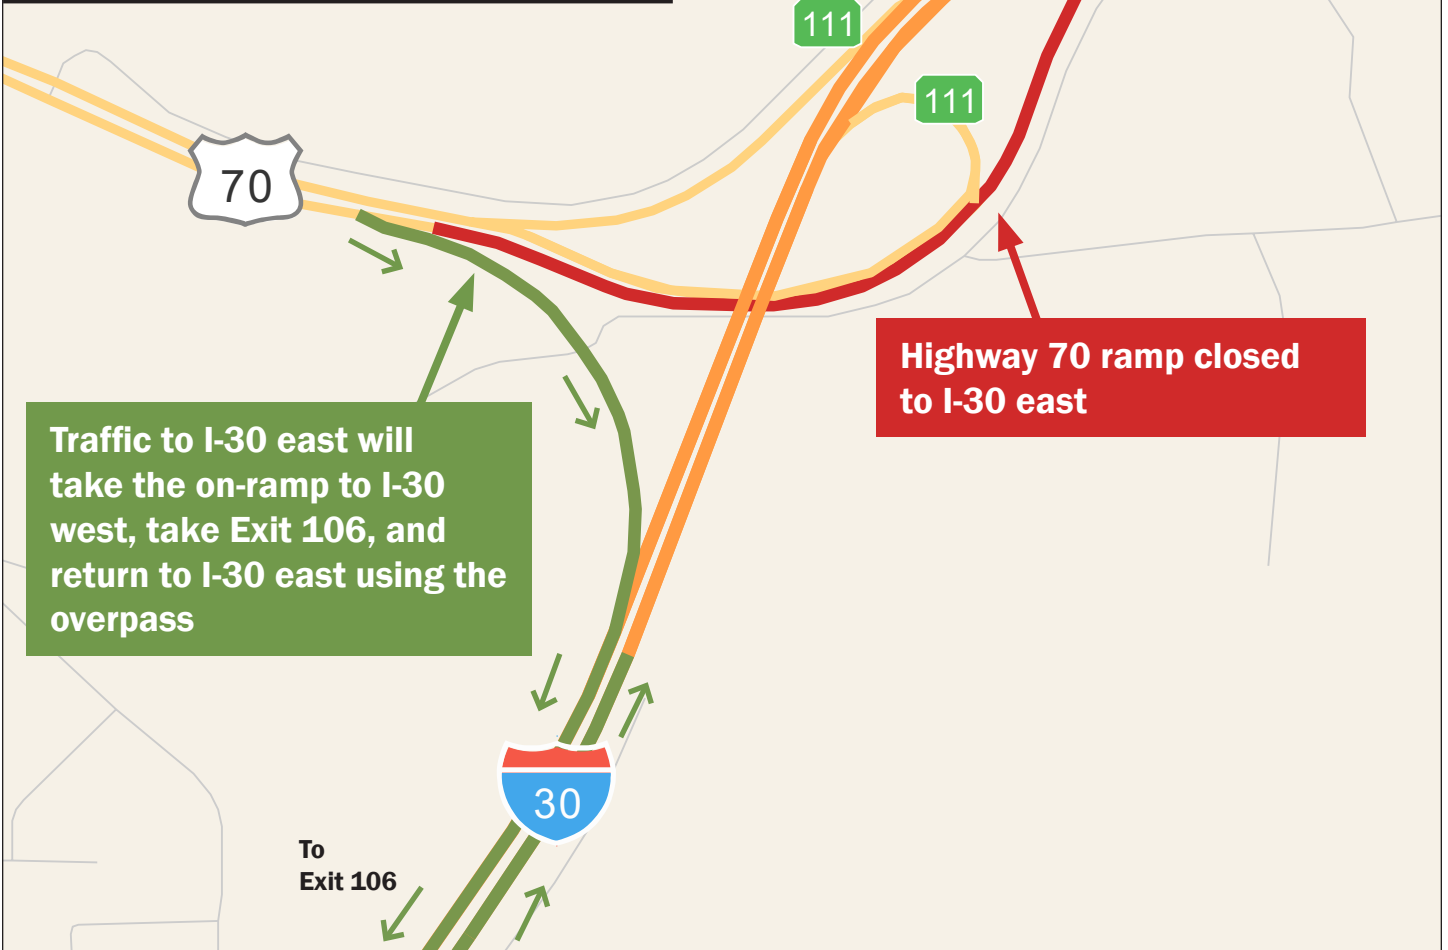 111
111
70
Highway 70 ramp closed
to I-30 east
Traffic to I-30 east will
take the on-ramp to I-30
west, take Exit 106, and
return to I-30 east using the
overpass
30
To
Exit 106